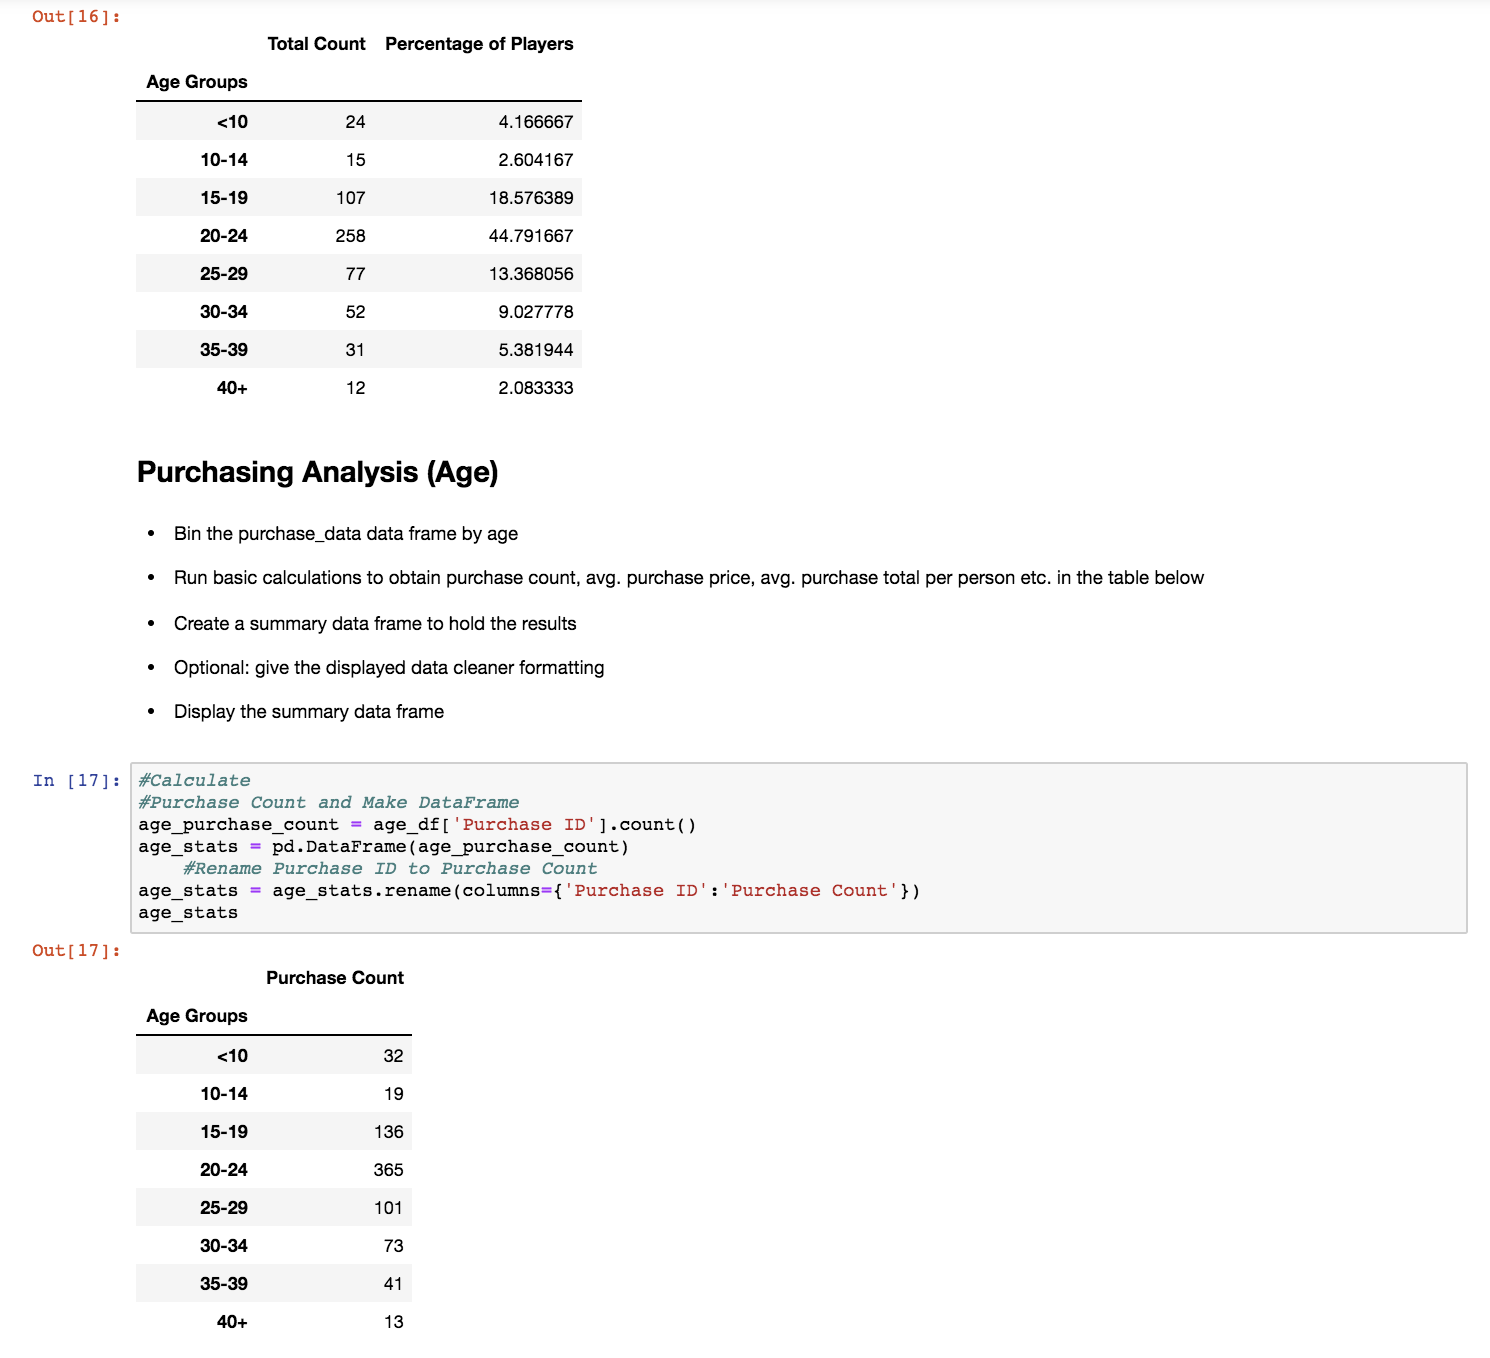 Out[16]:
Total Count Percentage of Players
Age Groups
<10 24 4.166667
10-14 15 2.604167
15-19 107 18.576389
20-24 258 44.791667
25-29 77 13.368056
30-34 52 9.027778
35-39 31 5.381944
40+ 12 2.083333
Purchasing Analysis (Age)
• Bin the purchase_data data frame by age
• Run basic calculations to obtain purchase count, avg. purchase price, avg. purchase total per person etc. in the table below
• Create a summary data frame to hold the results
• Optional: give the displayed data cleaner formatting
• Display the summary data frame
In [17]: #Calculate
#Purchase Count and Make DataFrame
age_purchase_count = age_df['Purchase ID'].count()
age_stats = pd.DataFrame(age_purchase_count)
    #Rename Purchase ID to Purchase Count
age_stats = age_stats.rename(columns={'Purchase ID':'Purchase Count'})
age_stats
Out[17]:
Purchase Count
Age Groups
<10 32
10-14 19
15-19 136
20-24 365
25-29 101
30-34 73
35-39 41
40+ 13